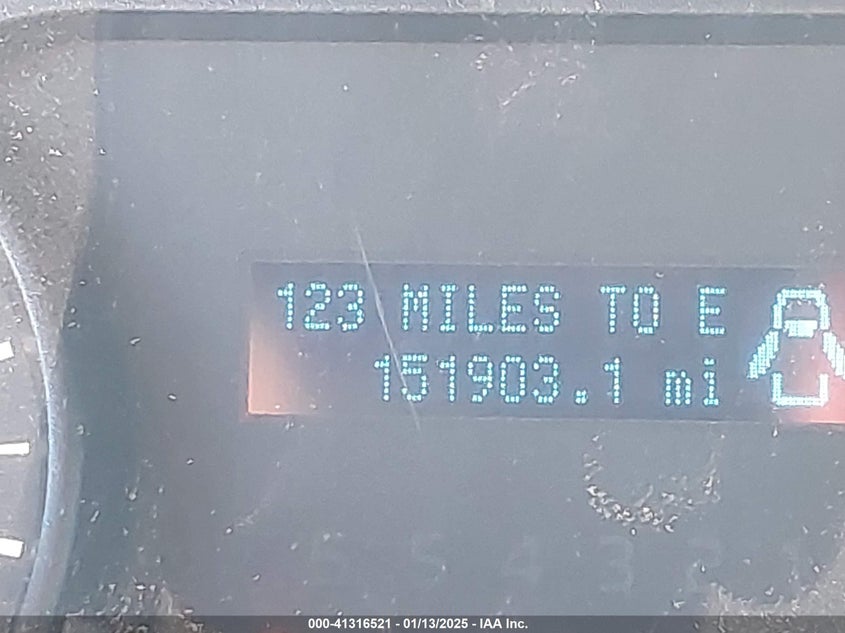 123 MILES TO E
151903.1 mi
000-41316521 - 01/13/2025 - IAA Inc.